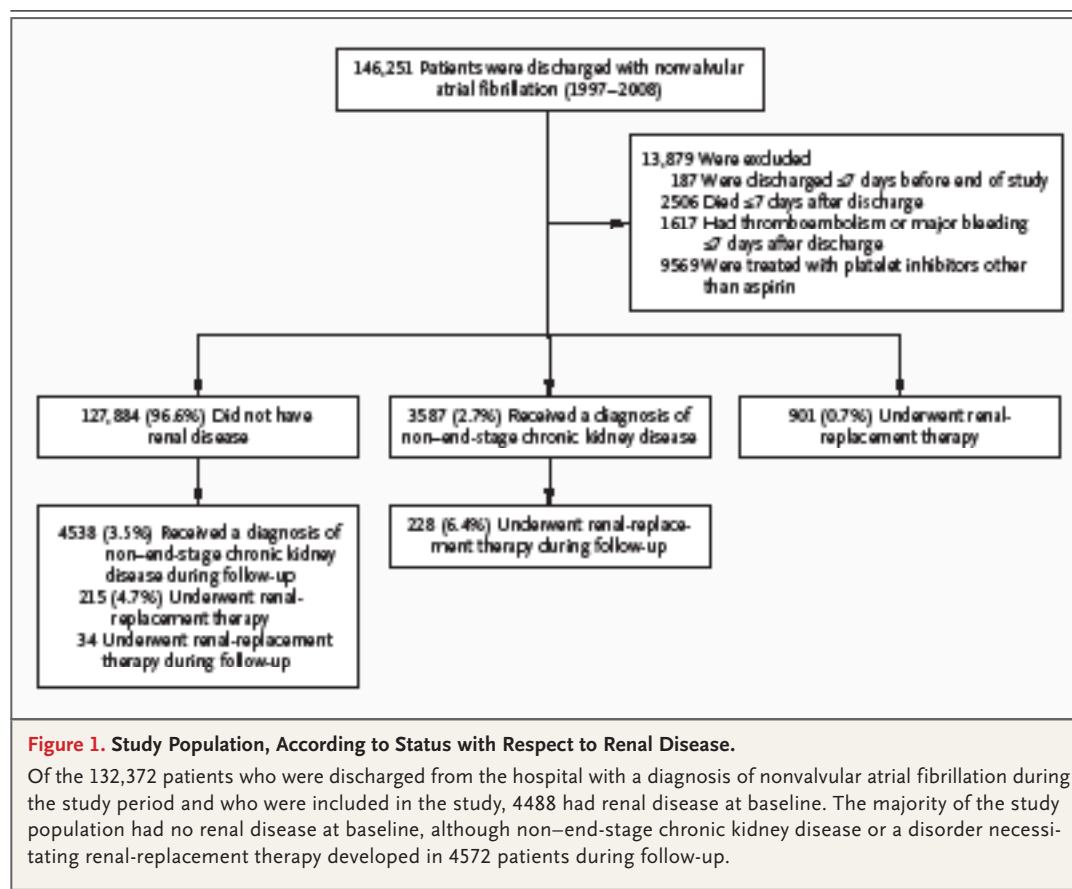 146,251 Patients were discharged with nonvalvular
atrial fibrillation (1997–2008)
13,879 Were excluded
187 Were discharged ≤7 days before end of study
2506 Died ≤7 days after discharge
1617 Had thromboembolism or major bleeding
≤7 days after discharge
9569 Were treated with platelet inhibitors other
than aspirin
127,884 (96.6%) Did not have
renal disease
3587 (2.7%) Received a diagnosis of
non–end-stage chronic kidney disease
901 (0.7%) Underwent renal-
replacement therapy
4538 (3.5%) Received a diagnosis of
non–end-stage chronic kidney
disease during follow-up
215 (4.7%) Underwent renal-
replacement therapy
34 Underwent renal-replacement
therapy during follow-up
228 (6.4%) Underwent renal-replace-
ment therapy during follow-up
Figure 1. Study Population, According to Status with Respect to Renal Disease.
Of the 132,372 patients who were discharged from the hospital with a diagnosis of nonvalvular atrial fibrillation during
the study period and who were included in the study, 4488 had renal disease at baseline. The majority of the study
population had no renal disease at baseline, although non–end-stage chronic kidney disease or a disorder necessi-
tating renal-replacement therapy developed in 4572 patients during follow-up.